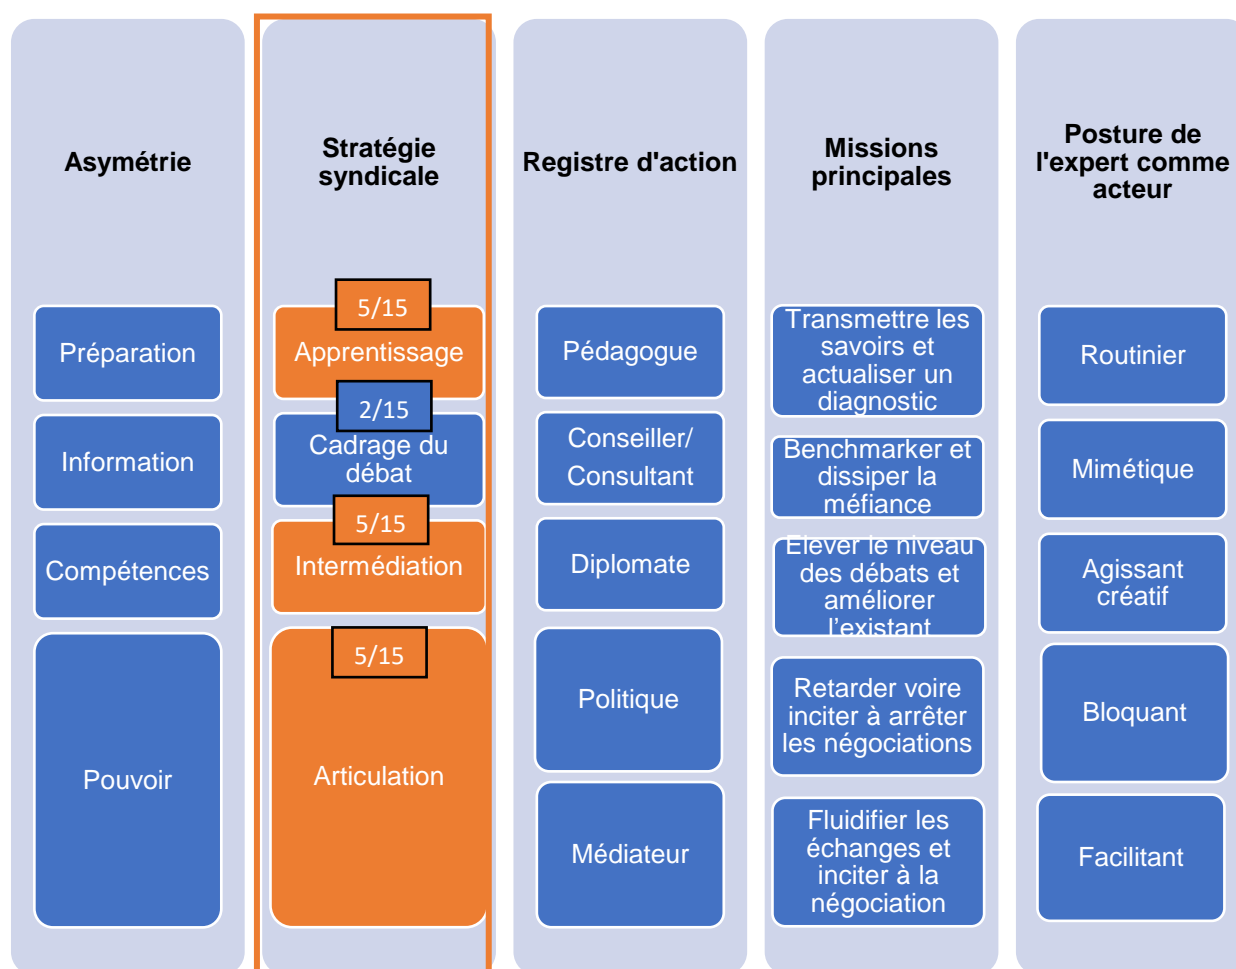 Asymétrie
Préparation
Information
Compétences
Pouvoir
Stratégie
syndicale
5/15
Apprentissage
2/15
Cadrage du
débat
5/15
Intermédiation
5/15
Articulation
Registre d'action
Pédagogue
Conseiller/
Consultant
Diplomate
Politique
Médiateur
Missions
principales
Transmettre les
savoirs et
actualiser un
diagnostic
Benchmarker et
dissiper la
méfiance
Elever le niveau
des débats et
améliorer
l’existant
Retarder voire
inciter à arrêter
les négociations
Fluidifier les
échanges et
inciter à la
négociation
Posture de
l'expert comme
acteur
Routinier
Mimétique
Agissant
créatif
Bloquant
Facilitant